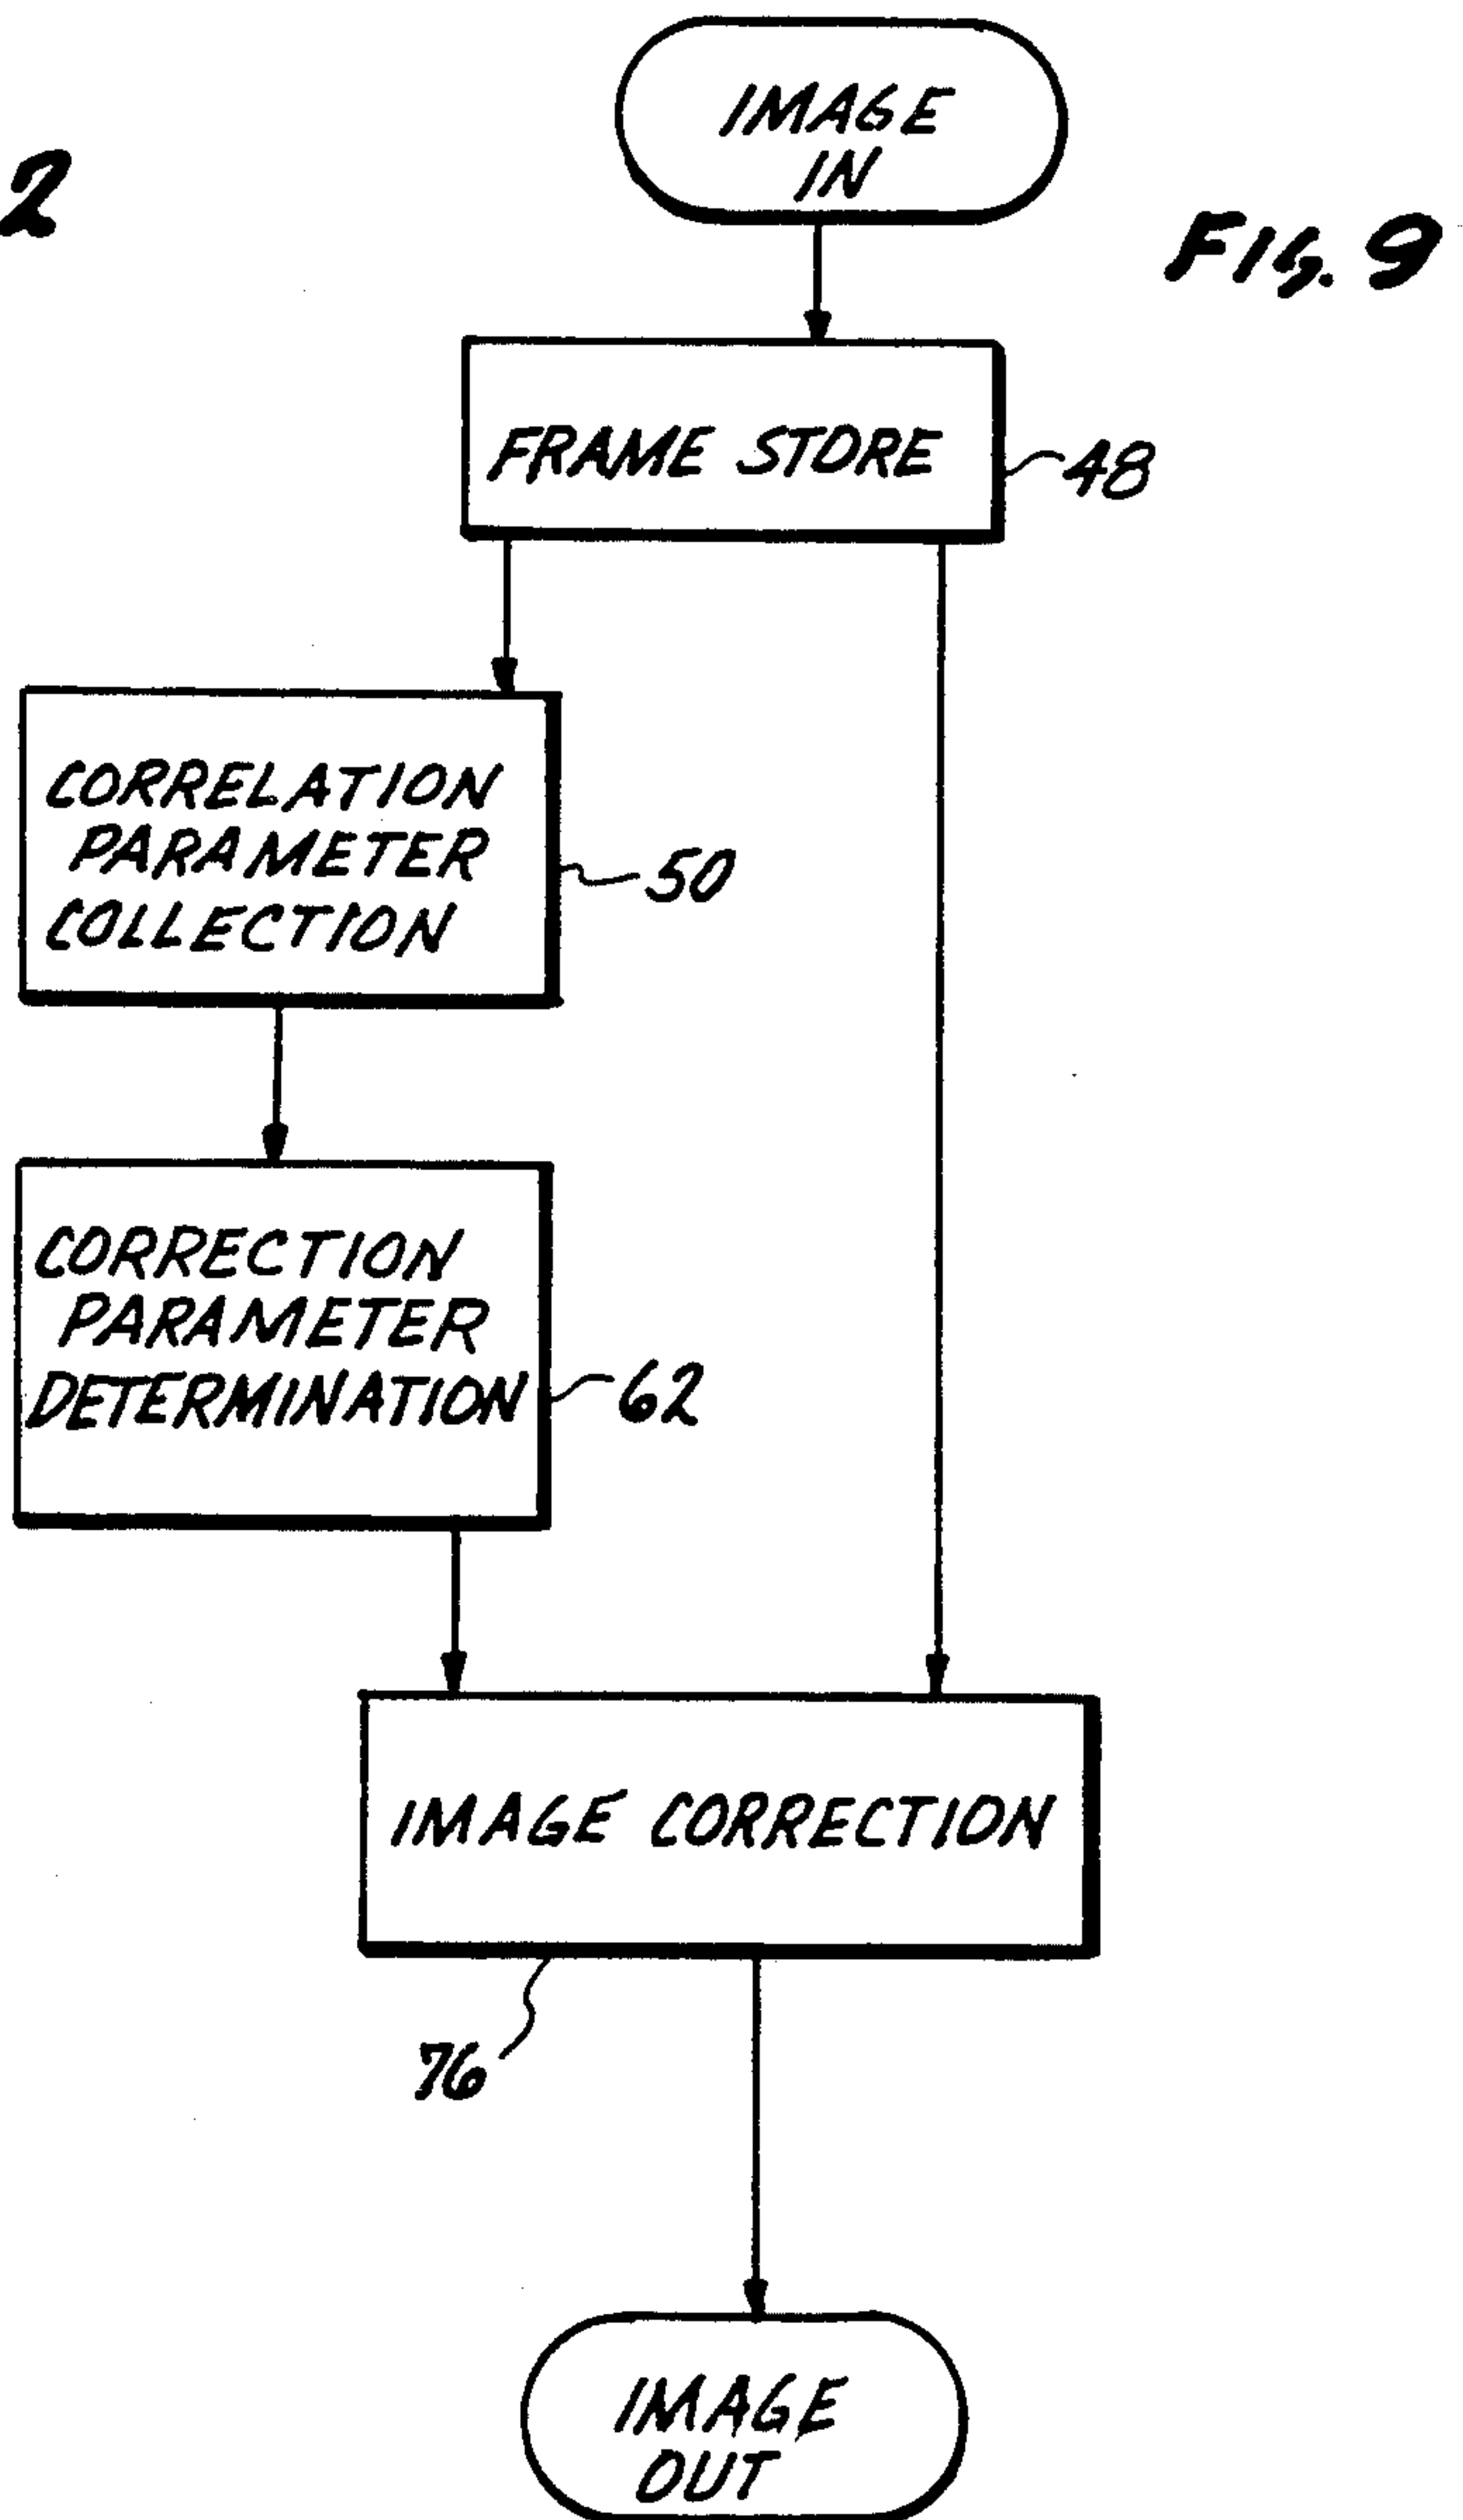 IMAGE
IN
2
FIG. 9
FRAME STORE
48
CORRELATION
PARAMETER
COLLECTION
50
CORRECTION
PARAMETER
DETERMINATION
62
IMAGE CORRECTION
76
IMAGE
OUT